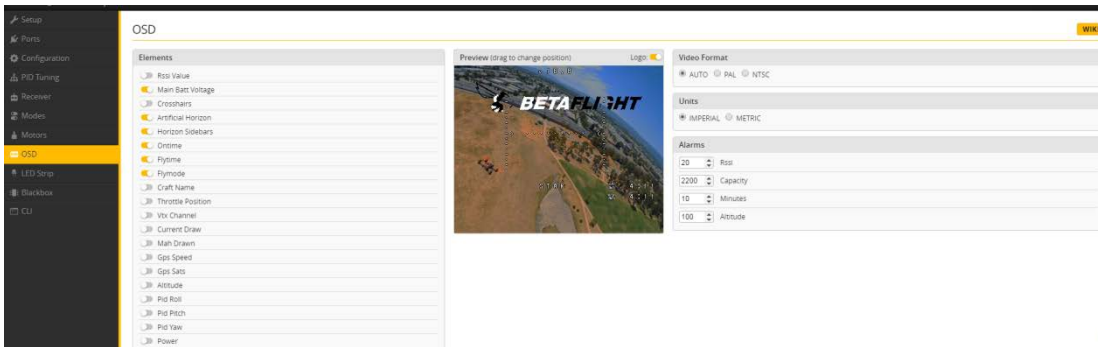 Setup
Ports
Configuration
PID Tuning
Receiver
Modes
Motors
OSD
LED Strip
Blackbox
CLI
OSD
WIKI
Elements
Rssi Value
Main Batt Voltage
Crosshairs
Artificial Horizon
Horizon Sidebars
Ontime
Flytime
Flymode
Craft Name
Throttle Position
Vtx Channel
Current Draw
Mah Drawn
Gps Speed
Gps Sats
Altitude
Pid Roll
Pid Pitch
Pid Yaw
Power
Preview (drag to change position)
Logo:
BETAFLIGHT
STAB
Video Format
AUTO PAL NTSC
Units
IMPERIAL METRIC
Alarms
20 Rssi
2200 Capacity
10 Minutes
100 Altitude